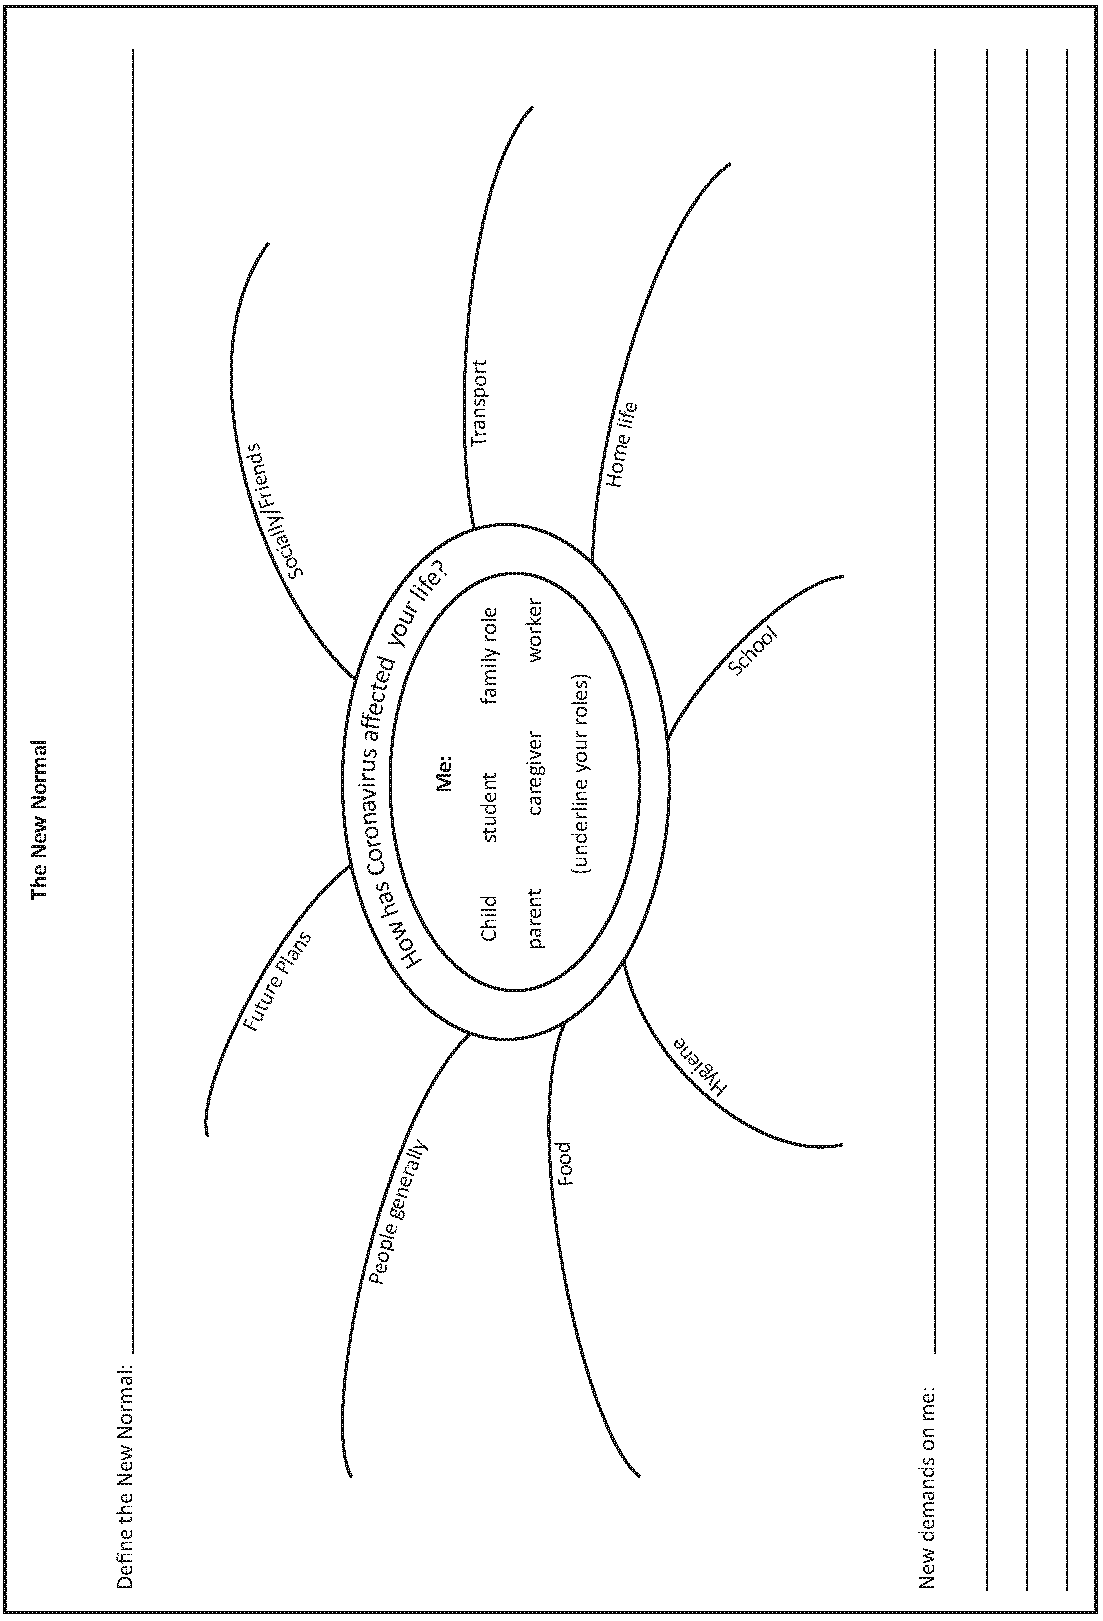 The New Normal
Define the New Normal:
Future Plans
Socially/Friends
People generally
Transport
How has Coronavirus affected your life?
Me:
Child student family role
parent caregiver worker
(underline your roles)
Food
Home life
Hygiene
School
New demands on me: